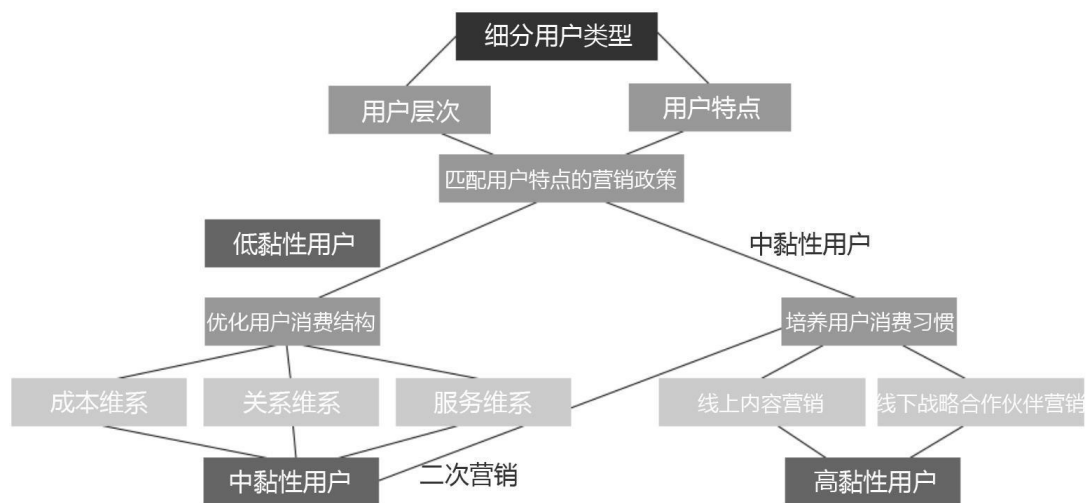 细分用户类型
用户层次
用户特点
匹配用户特点的营销政策
低黏性用户
中黏性用户
优化用户消费结构
培养用户消费习惯
成本维系
关系维系
服务维系
线上内容营销
线下战略合作伙伴营销
中黏性用户
二次营销
高黏性用户